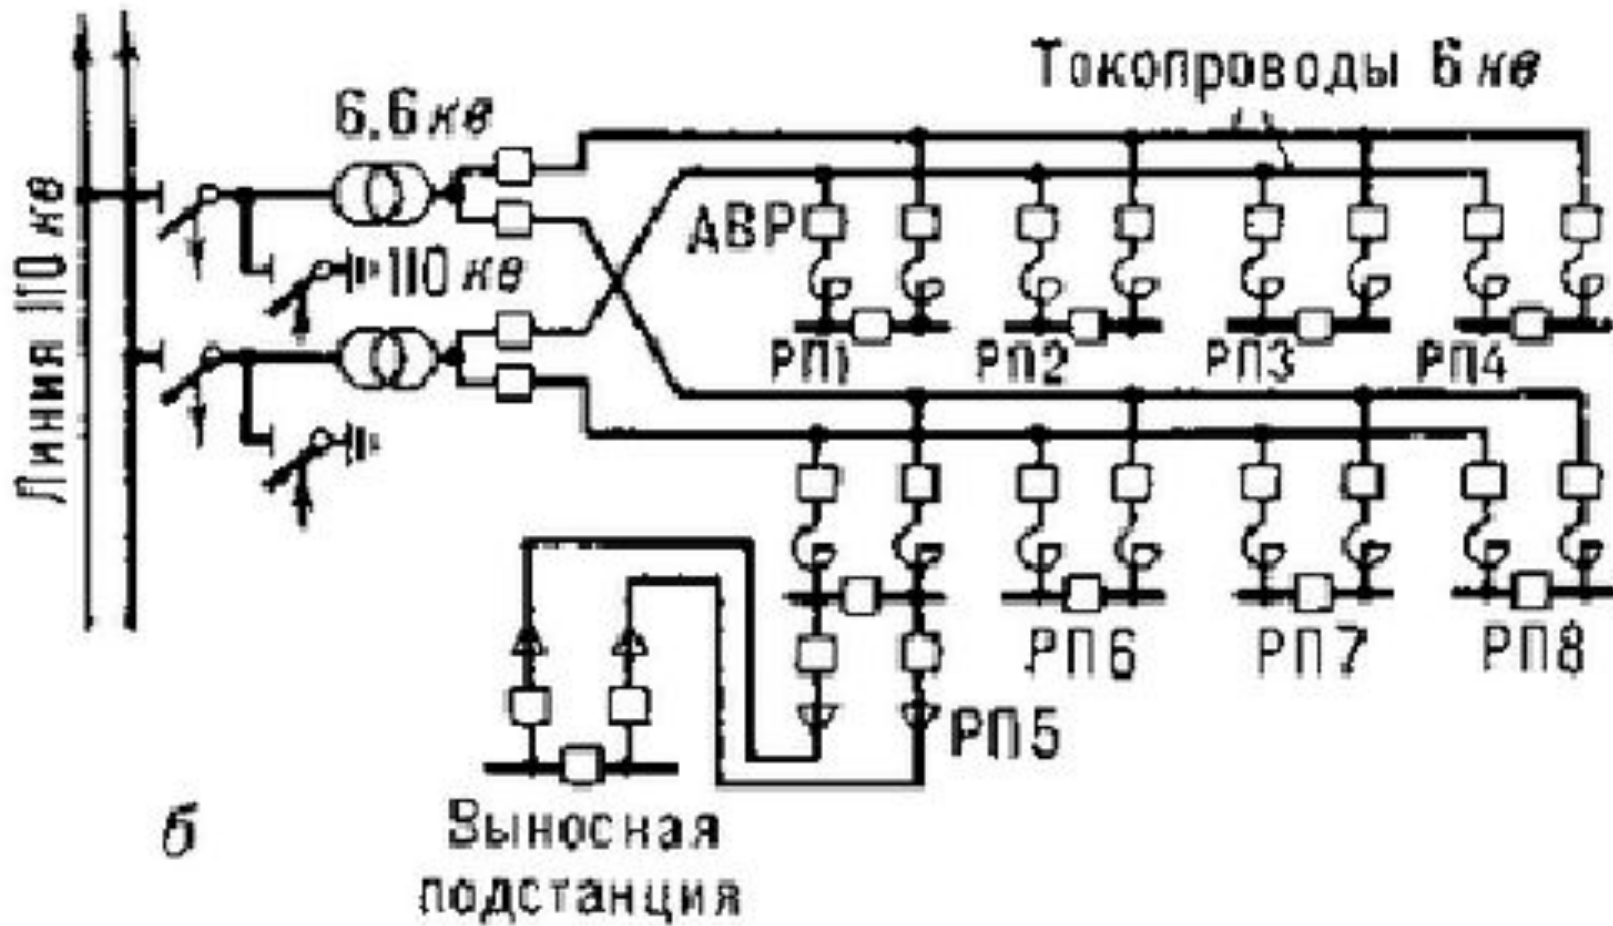 Токопроводы 6 кв
6,6 кв
Линия 110 кв
АВР
110 кв
РП1
РП2
РП3
РП4
РП6
РП7
РП8
РП5
б
Выносная
подстанция